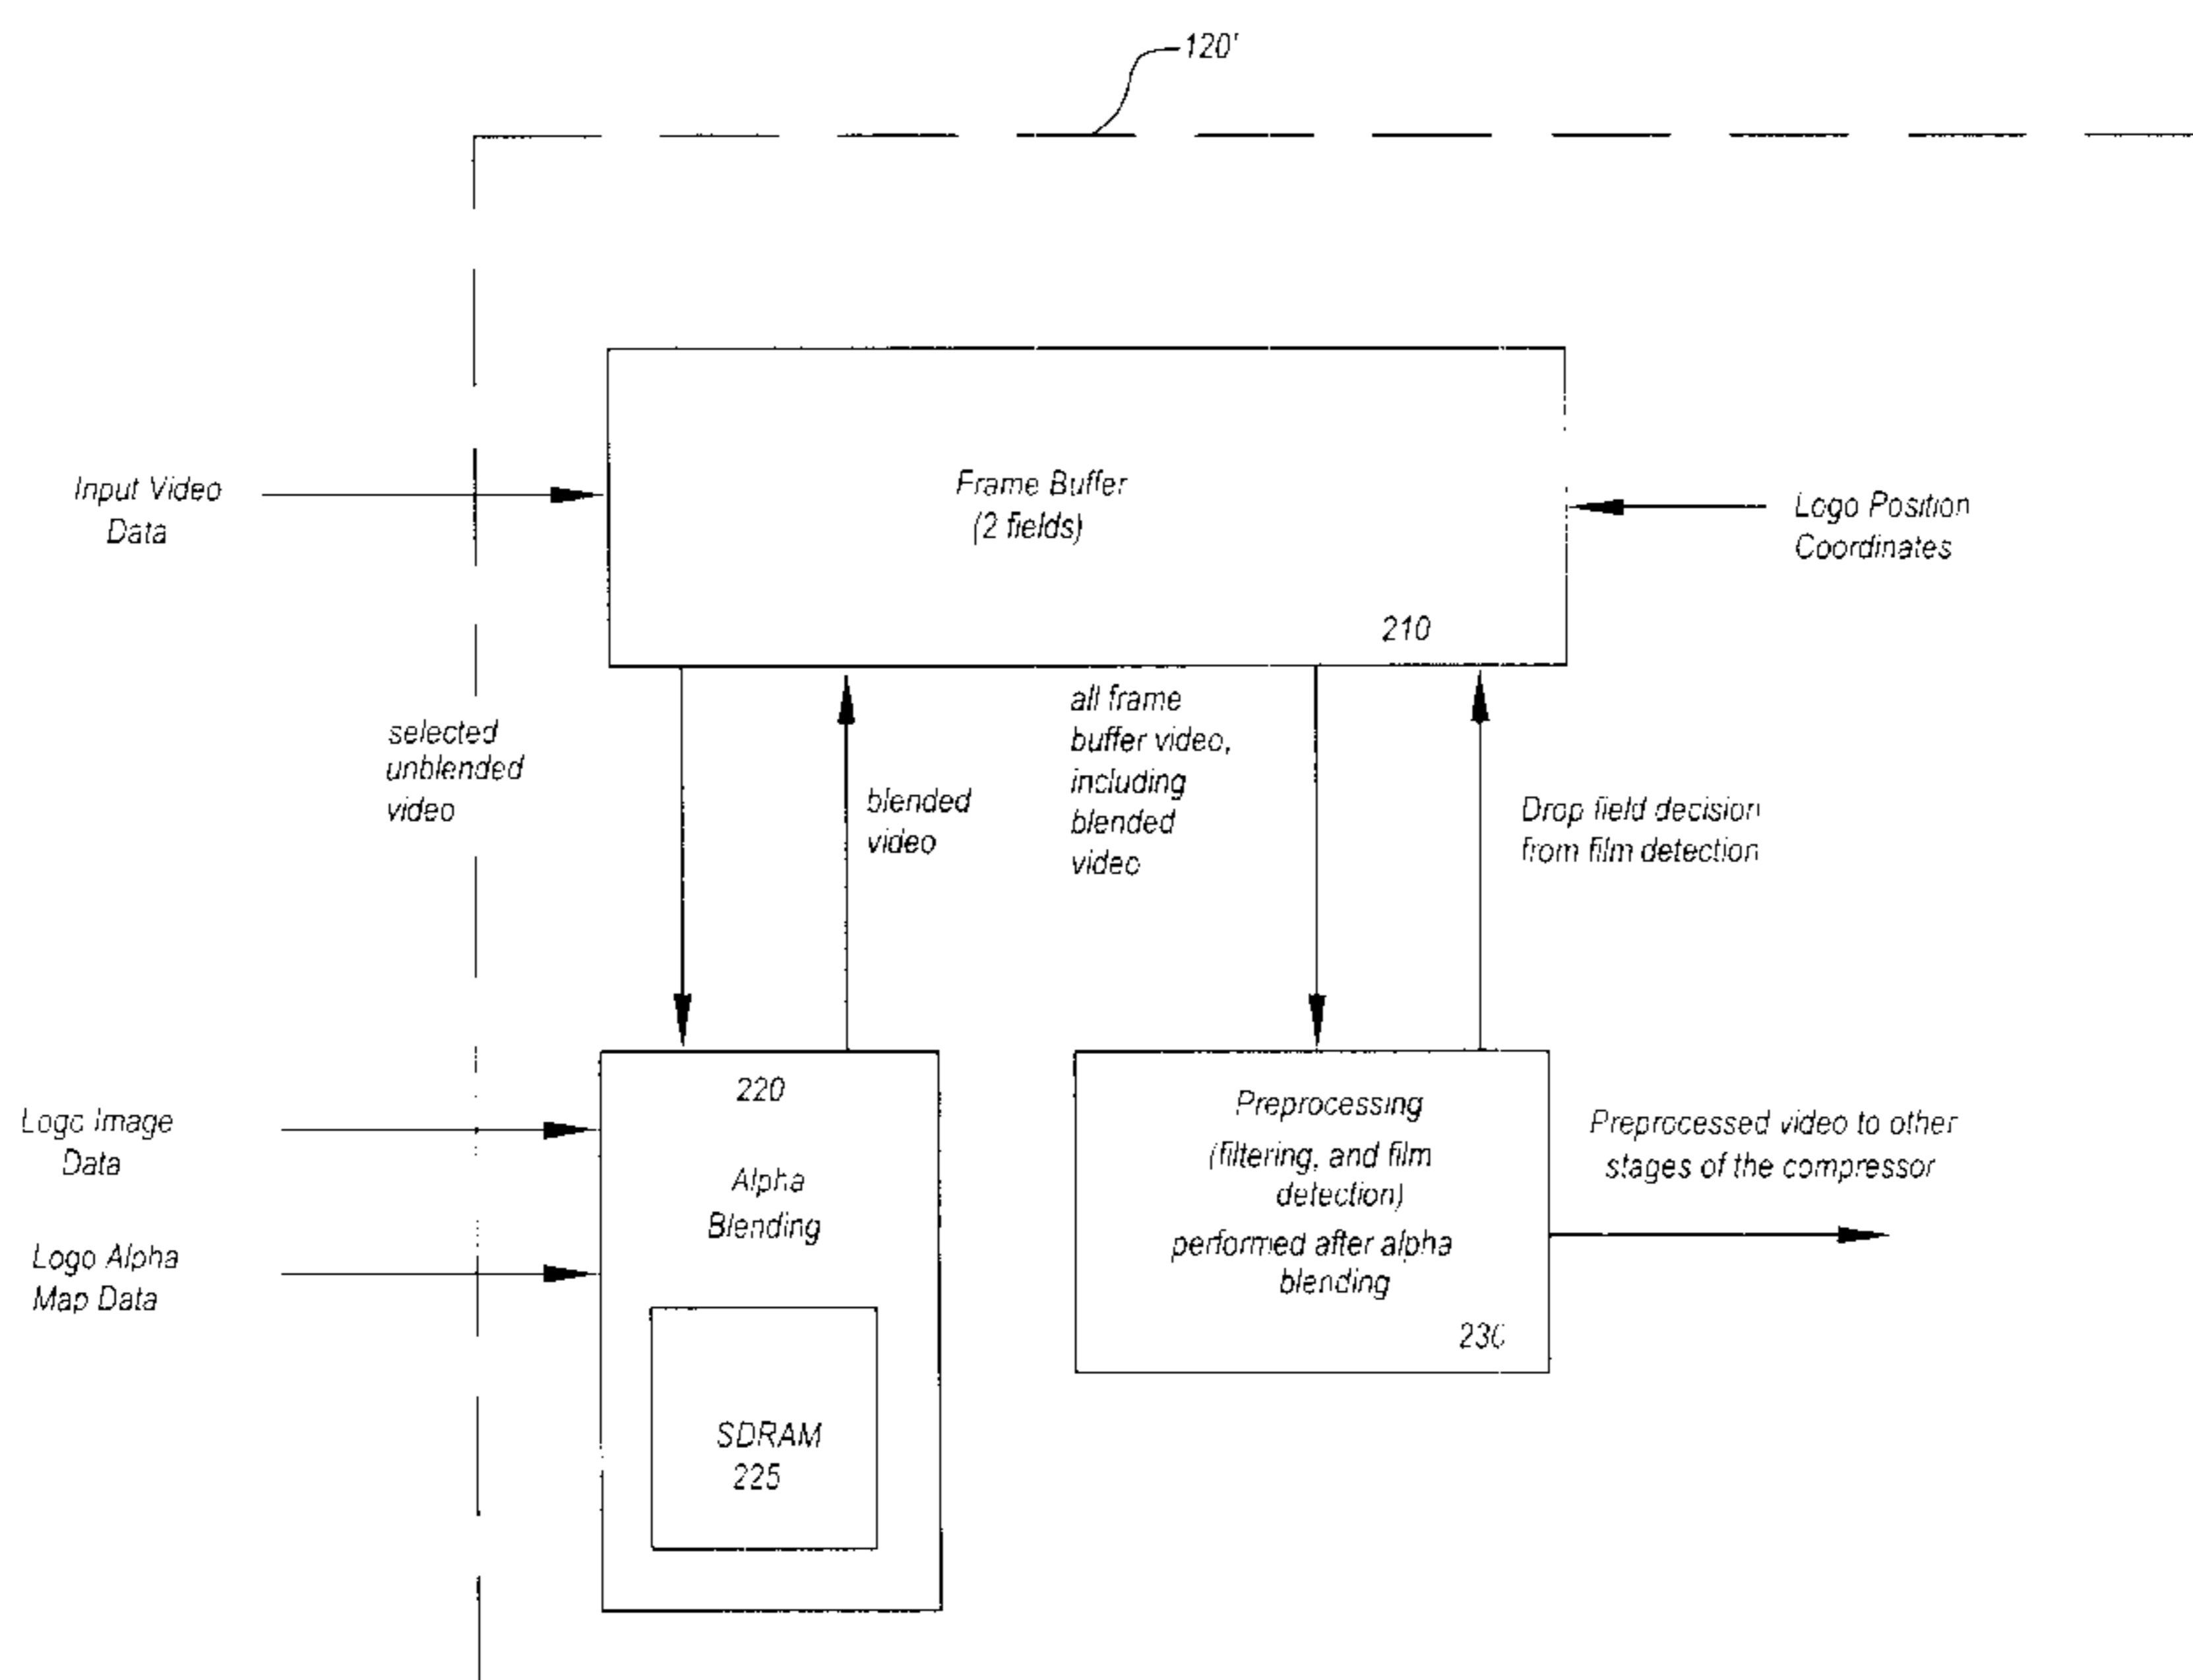 120'
Input Video
Data
Frame Buffer
(2 fields)
210
Logo Position
Coordinates
selected
unblended
video
blended
video
all frame
buffer video,
including
blended
video
Drop field decision
from film detection
Logo Image
Data
Logo Alpha
Map Data
220
Alpha
Blending
SDRAM
225
Preprocessing
(filtering, and film
detection)
performed after alpha
blending
230
Preprocessed video to other
stages of the compressor